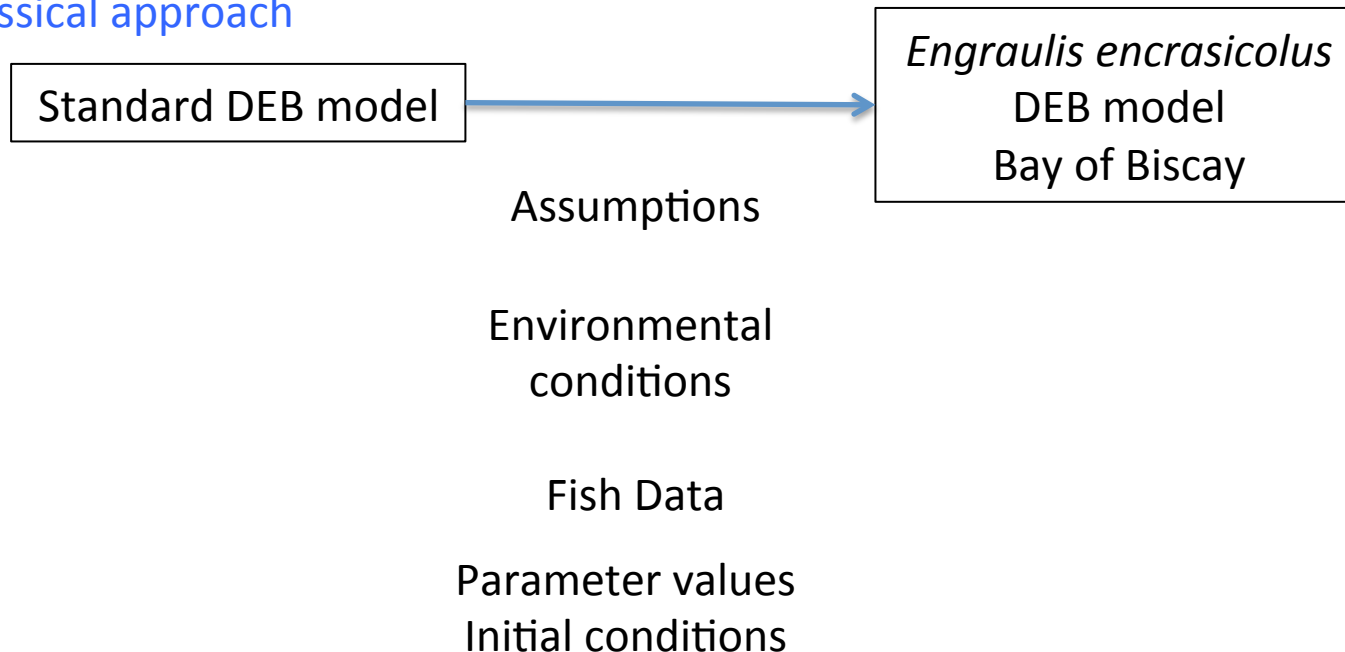 approach
Standard DEB model
Engraulis encrasicolus
DEB model
Bay of Biscay
Assumptions
Environmental
conditions
Fish Data
Parameter values
Initial conditions